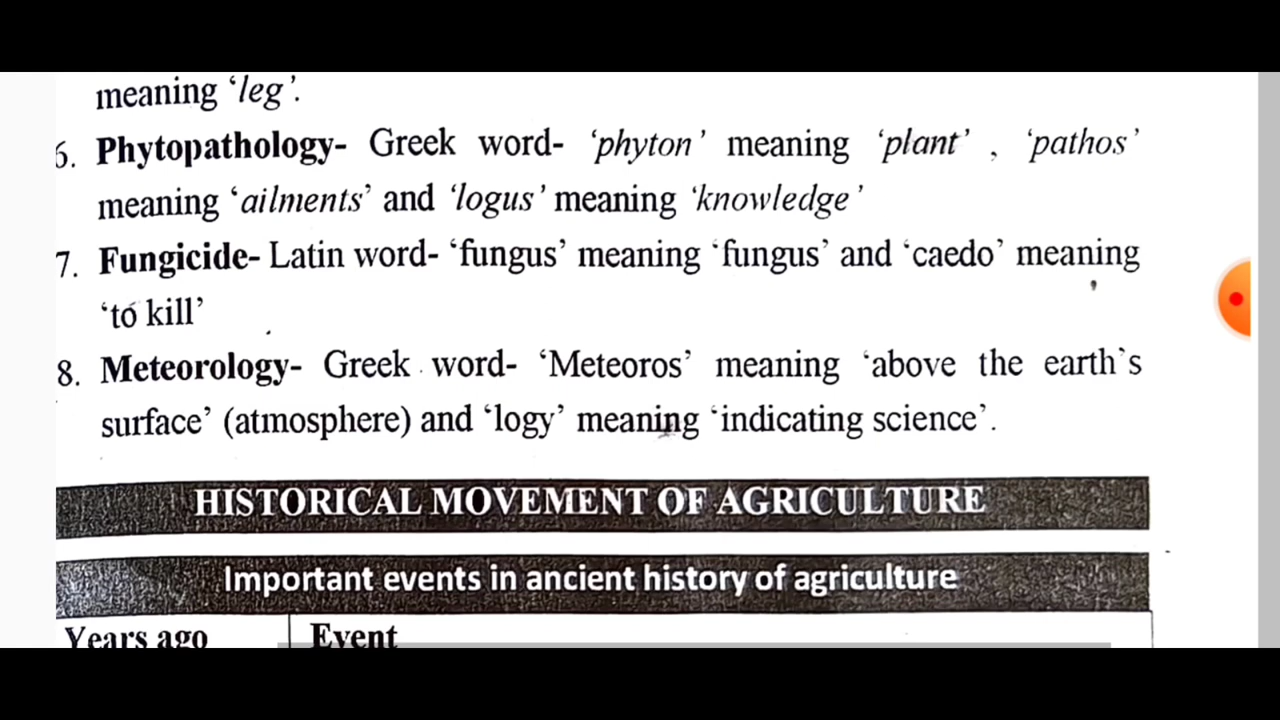 meaning ‘leg’.
6. Phytopathology- Greek word- ‘phyton’ meaning ‘plant’ , ‘pathos’
meaning ‘ailments’ and ‘logus’ meaning ‘knowledge’
7. Fungicide- Latin word- ‘fungus’ meaning ‘fungus’ and ‘caedo’ meaning
‘to kill’
8. Meteorology- Greek word- ‘Meteoros’ meaning ‘above the earth’s
surface’ (atmosphere) and ‘logy’ meaning ‘indicating science’.
HISTORICAL MOVEMENT OF AGRICULTURE
Important events in ancient history of agriculture
Years ago Event